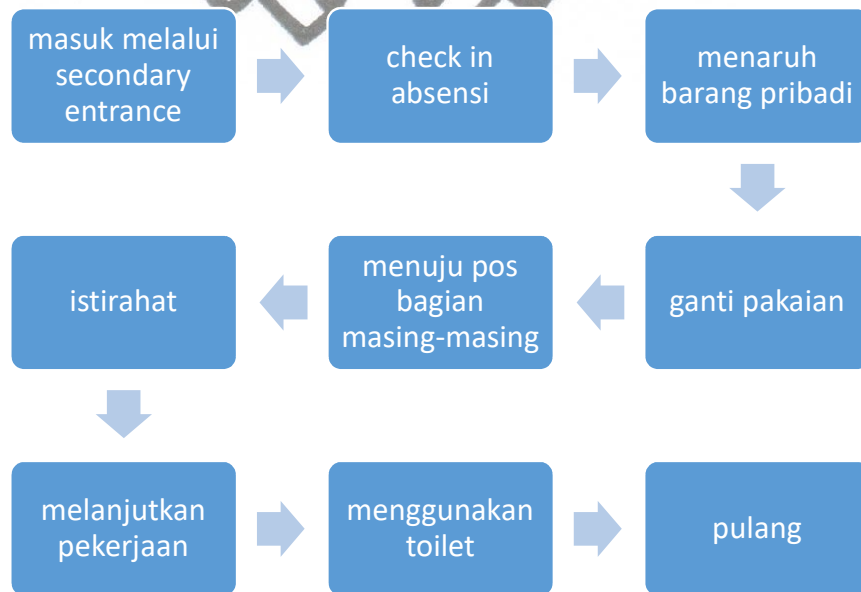 masuk melalui
secondary
entrance
check in
absensi
menaruh
barang pribadi
ganti pakaian
menuju pos
bagian
masing-masing
istirahat
melanjutkan
pekerjaan
menggunakan
toilet
pulang